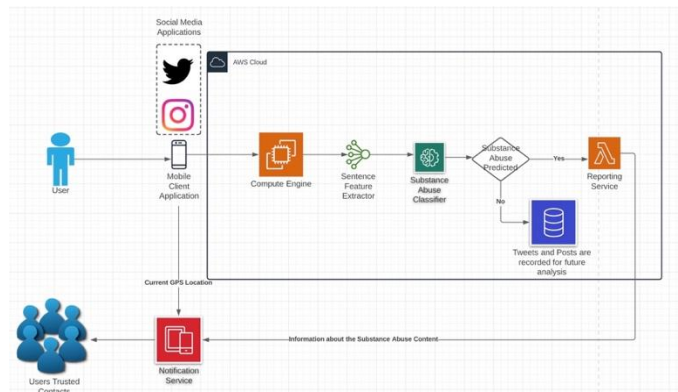 Social Media
Applications
AWS Cloud
User
Mobile
Client
Application
Compute Engine
Sentence
Feature
Extractor
Substance
Abuse
Classifier
Substance
Abuse
Predicted
Yes
No
Reporting
Service
Tweets and Posts are
recorded for future
analysis
Current GPS Location
Information about the Substance Abuse Content
Notification
Service
Users Trusted
Contacts